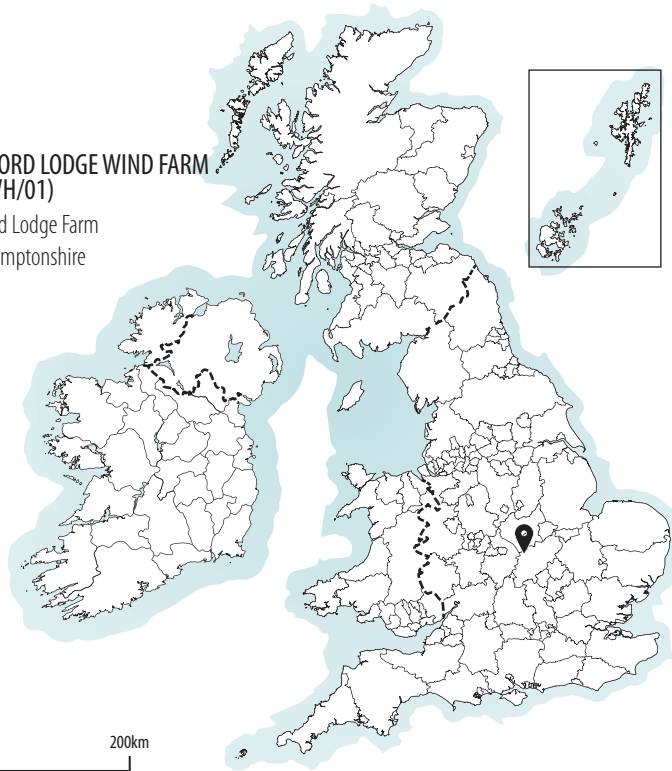 ORD LODGE WIND FARM
/H/01)
d Lodge Farm
mptonshire
200km